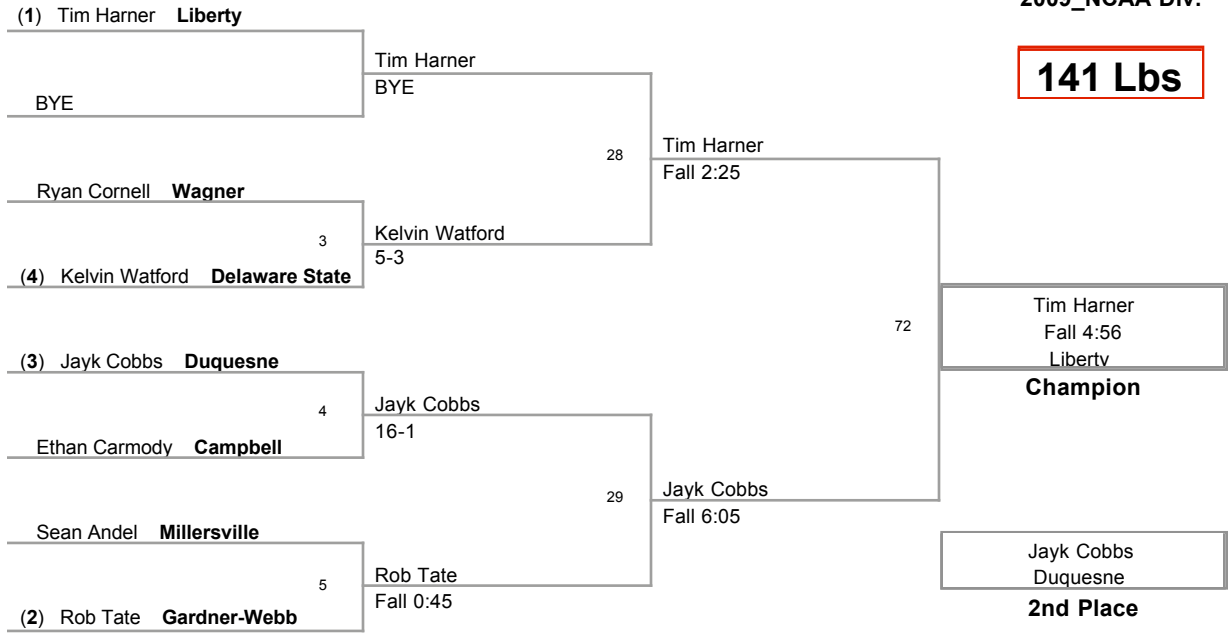 2009_NCAA Div.
141 Lbs
(1) Tim Harner Liberty
BYE
Ryan Cornell Wagner
3
(4) Kelvin Watford Delaware State
(3) Jayk Cobbs Duquesne
4
Ethan Carmody Campbell
Sean Andel Millersville
5
(2) Rob Tate Gardner-Webb
Tim Harner
BYE
28
Kelvin Watford
5-3
Jayk Cobbs
16-1
29
Rob Tate
Fall 0:45
Tim Harner
Fall 2:25
72
Jayk Cobbs
Fall 6:05
Tim Harner
Fall 4:56
Liberty
Champion
Jayk Cobbs
Duquesne
2nd Place